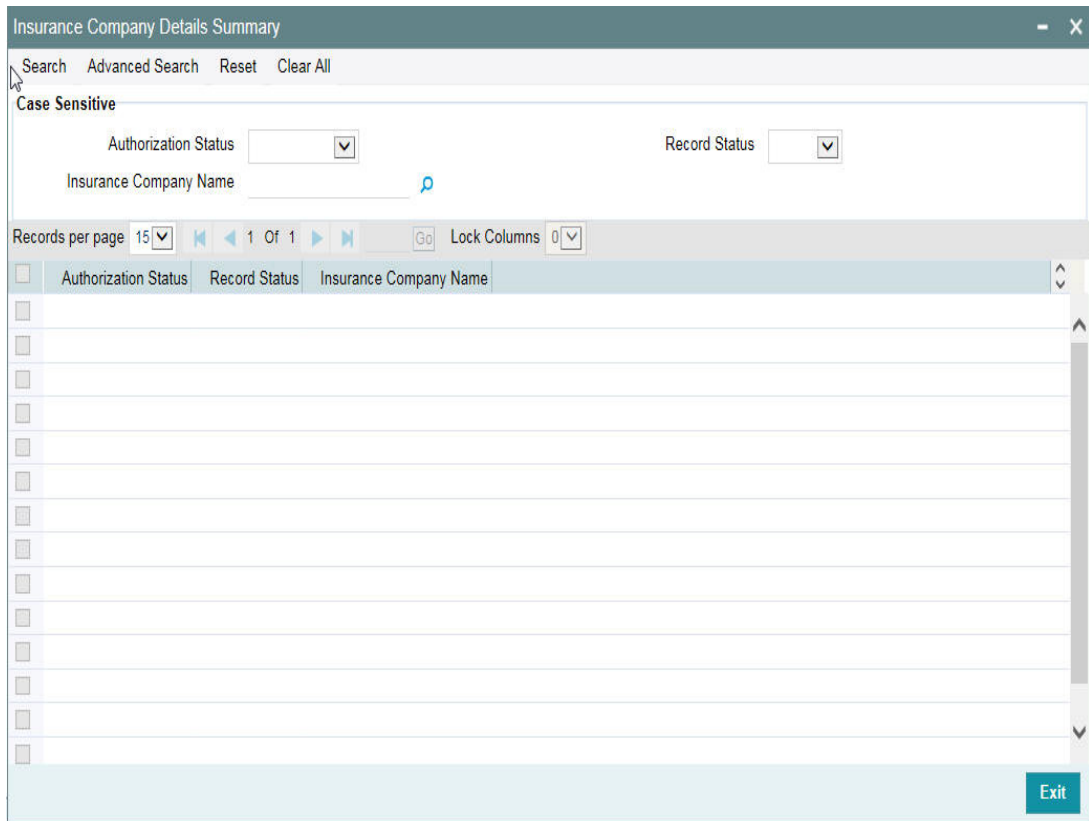 Insurance Company Details Summary
Search Advanced Search Reset Clear All
Case Sensitive
Authorization Status Record Status
Insurance Company Name
Records per page 15 1 Of 1 Go Lock Columns 0
Authorization Status Record Status Insurance Company Name
Exit